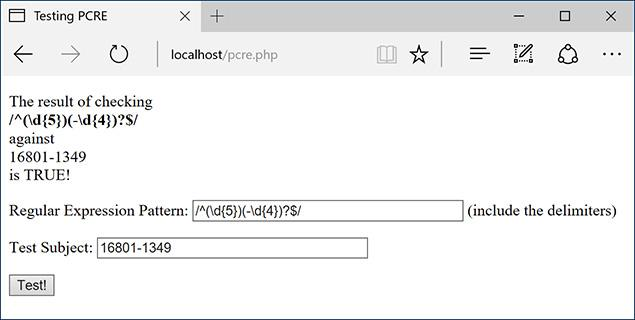 Testing PCRE
localhost/pcre.php
The result of checking
/^(\d{5})(-\d{4})?$/
against
16801-1349
is TRUE!
Regular Expression Pattern: /^(\d{5})(-\d{4})?$/ (include the delimiters)
Test Subject: 16801-1349
Test!